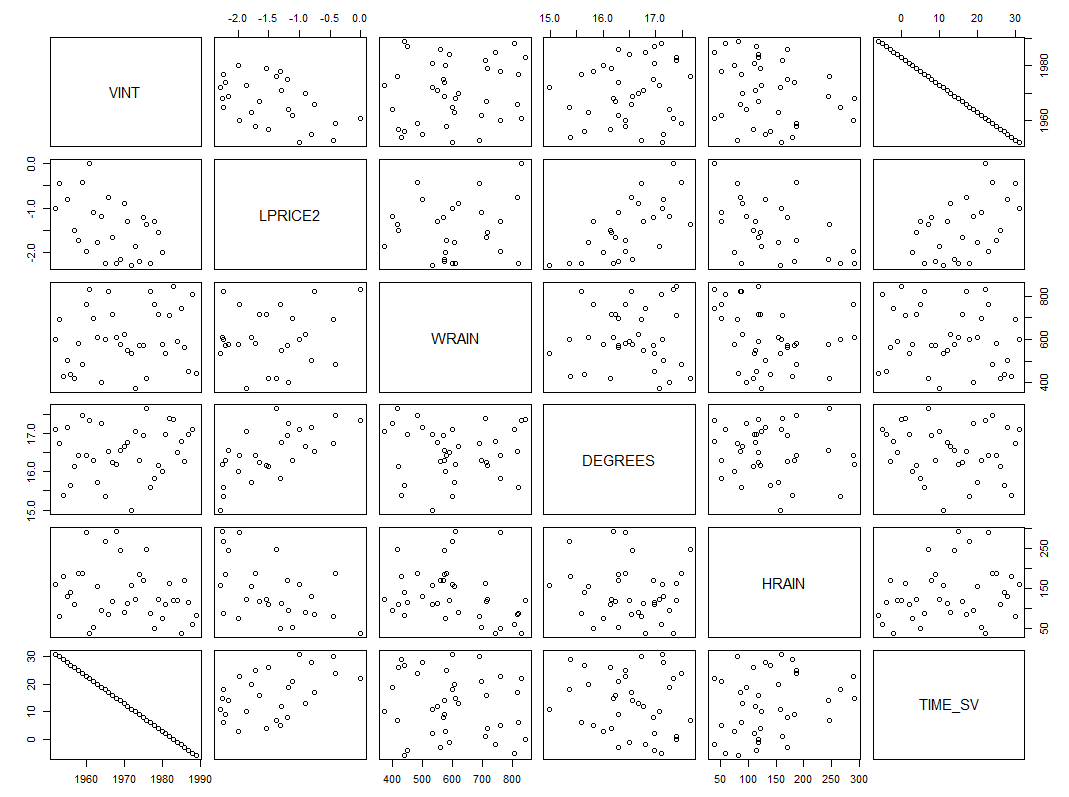 -2.0 -1.5 -1.0 -0.5 0.0 15.0 16.0 17.0 0 10 20 30
VINT 1960 1980
0.0 -1.0 -2.0 LPRICE2
WRAIN 400 600 800
15.0 16.0 17.0 DEGREES
HRAIN 50 150 250
0 10 20 30 TIME_SV
1960 1970 1980 1990 400 500 600 700 800 50 100 150 200 250 300